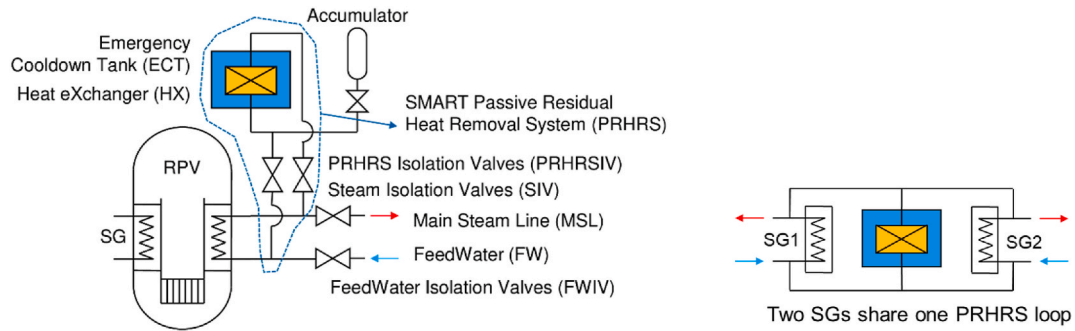 Accumulator
Emergency
Cooldown Tank (ECT)
Heat eXchanger (HX)
SMART Passive Residual
Heat Removal System (PRHRS)
RPV
PRHRS Isolation Valves (PRHRSIV)
Steam Isolation Valves (SIV)
SG
Main Steam Line (MSL)
FeedWater (FW)
FeedWater Isolation Valves (FWIV)
SG1
SG2
Two SGs share one PRHRS loop